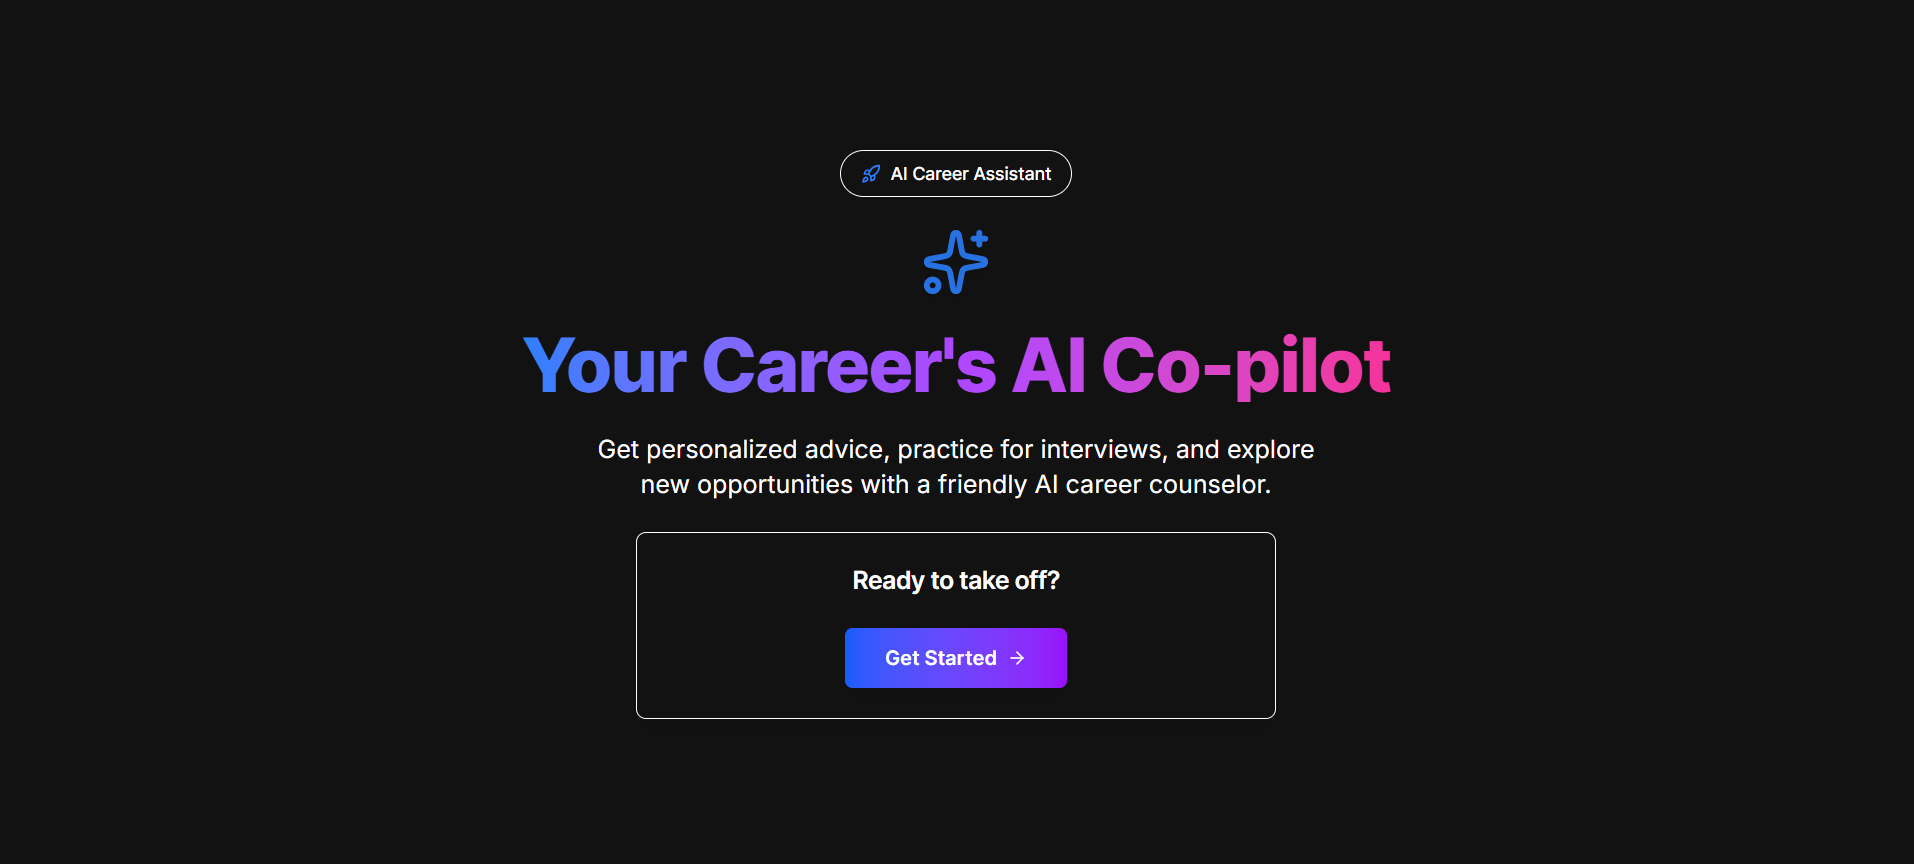 AI Career Assistant
Your Career's AI Co-pilot
Get personalized advice, practice for interviews, and explore
new opportunities with a friendly AI career counselor.
Ready to take off?
Get Started